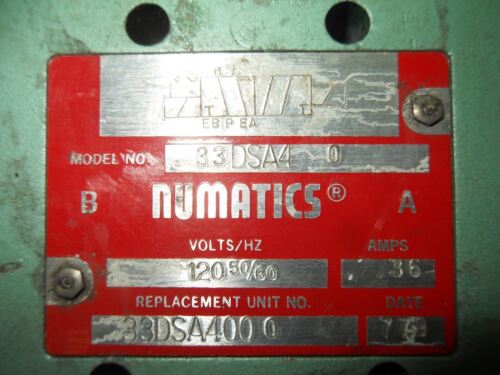 EB P EA
MODEL NO. 33DSA4 0
B NUMATICS® A
VOLTS/HZ AMPS
120 50/60 .36
REPLACEMENT UNIT NO. DATE
33DSA400 0